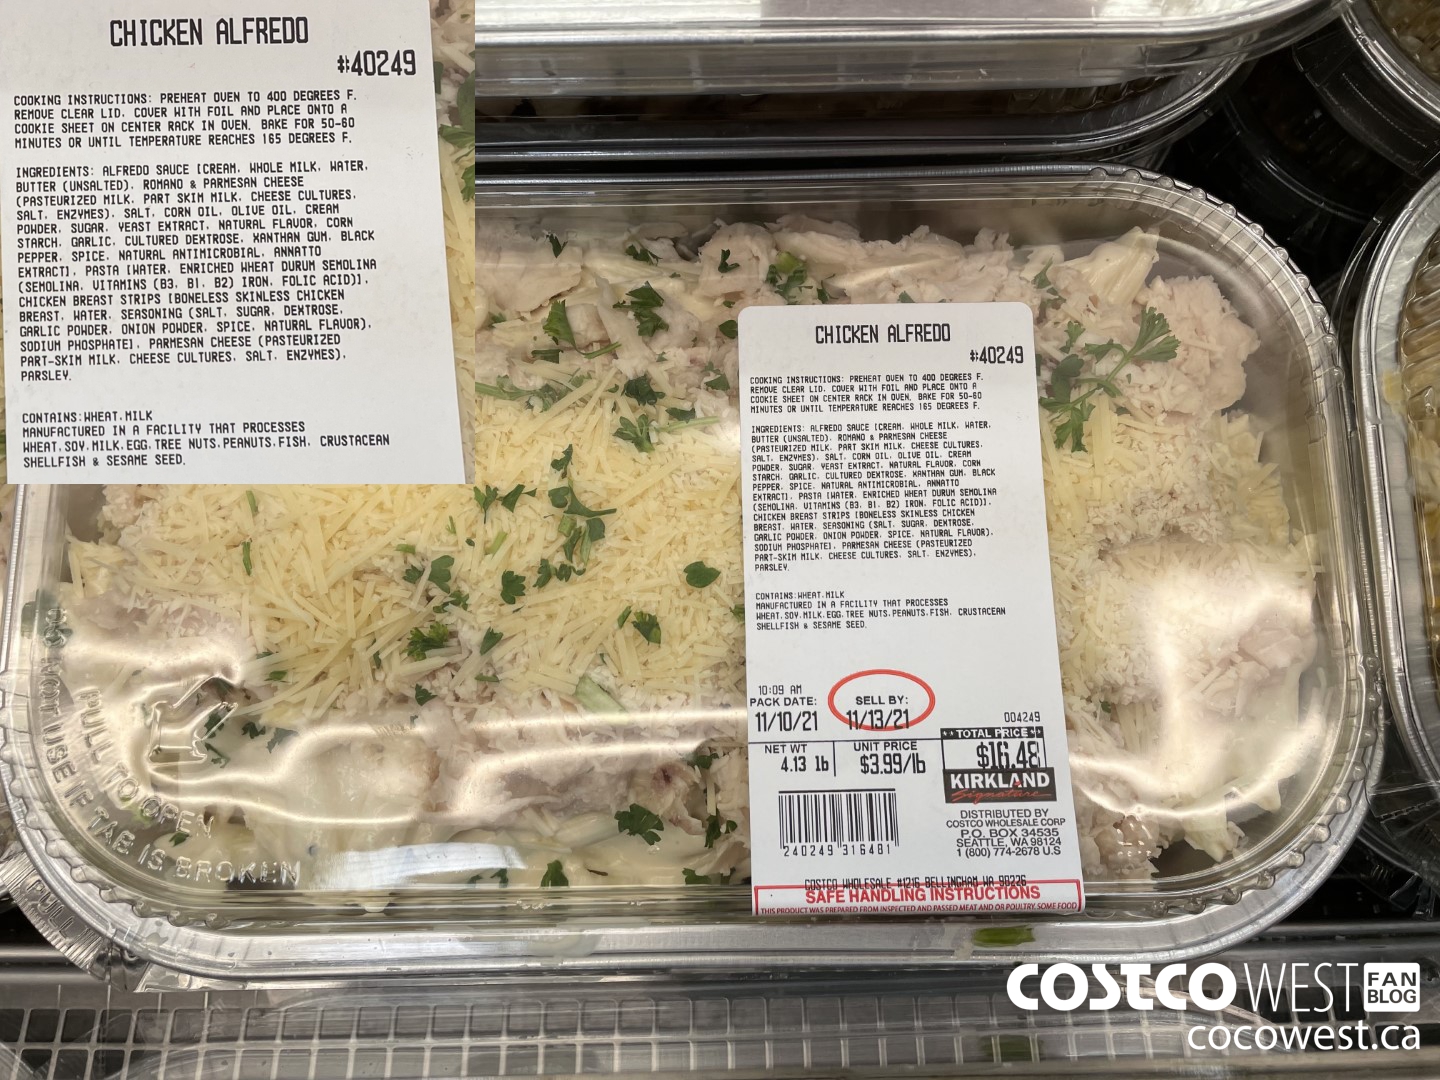 CHICKEN ALFREDO
#40249
COOKING INSTRUCTIONS: PREHEAT OVEN TO 400 DEGREES F.
REMOVE CLEAR LID. COVER WITH FOIL AND PLACE ONTO A
COOKIE SHEET ON CENTER RACK IN OVEN. BAKE FOR 50-60
MINUTES OR UNTIL TEMPERATURE REACHES 165 DEGREES F.
INGREDIENTS: ALFREDO SAUCE [CREAM, WHOLE MILK, WATER,
BUTTER (UNSALTED), ROMANO & PARMESAN CHEESE
(PASTEURIZED MILK, PART SKIM MILK, CHEESE CULTURES,
SALT, ENZYMES), SALT, CORN OIL, OLIVE OIL, CREAM
POWDER, SUGAR, YEAST EXTRACT, NATURAL FLAVOR, CORN
STARCH, GARLIC, CULTURED DEXTROSE, XANTHAN GUM, BLACK
PEPPER, SPICE, NATURAL ANTIMICROBIAL, ANNATTO
EXTRACT], PASTA [WATER, ENRICHED WHEAT DURUM SEMOLINA
(SEMOLINA, VITAMINS (B3, B1, B2) IRON, FOLIC ACID)],
CHICKEN BREAST STRIPS [BONELESS SKINLESS CHICKEN
BREAST, WATER, SEASONING (SALT, SUGAR, DEXTROSE,
GARLIC POWDER, ONION POWDER, SPICE, NATURAL FLAVOR),
SODIUM PHOSPHATE], PARMESAN CHEESE (PASTEURIZED
PART-SKIM MILK, CHEESE CULTURES, SALT, ENZYMES),
PARSLEY.
CONTAINS:WHEAT,MILK
MANUFACTURED IN A FACILITY THAT PROCESSES
WHEAT,SOY,MILK,EGG,TREE NUTS,PEANUTS,FISH, CRUSTACEAN
SHELLFISH & SESAME SEED.
CHICKEN ALFREDO
#40249
COOKING INSTRUCTIONS: PREHEAT OVEN TO 400 DEGREES F.
REMOVE CLEAR LID. COVER WITH FOIL AND PLACE ONTO A
COOKIE SHEET ON CENTER RACK IN OVEN. BAKE FOR 50-60
MINUTES OR UNTIL TEMPERATURE REACHES 165 DEGREES F.
INGREDIENTS: ALFREDO SAUCE [CREAM, WHOLE MILK, WATER,
BUTTER (UNSALTED), ROMANO & PARMESAN CHEESE
(PASTEURIZED MILK, PART SKIM MILK, CHEESE CULTURES,
SALT, ENZYMES), SALT, CORN OIL, OLIVE OIL, CREAM
POWDER, SUGAR, YEAST EXTRACT, NATURAL FLAVOR, CORN
STARCH, GARLIC, CULTURED DEXTROSE, XANTHAN GUM, BLACK
PEPPER, SPICE, NATURAL ANTIMICROBIAL, ANNATTO
EXTRACT], PASTA [WATER, ENRICHED WHEAT DURUM SEMOLINA
(SEMOLINA, VITAMINS (B3, B1, B2) IRON, FOLIC ACID)],
CHICKEN BREAST STRIPS [BONELESS SKINLESS CHICKEN
BREAST, WATER, SEASONING (SALT, SUGAR, DEXTROSE,
GARLIC POWDER, ONION POWDER, SPICE, NATURAL FLAVOR),
SODIUM PHOSPHATE], PARMESAN CHEESE (PASTEURIZED
PART-SKIM MILK, CHEESE CULTURES, SALT, ENZYMES),
PARSLEY.
CONTAINS:WHEAT,MILK
MANUFACTURED IN A FACILITY THAT PROCESSES
WHEAT,SOY,MILK,EGG,TREE NUTS,PEANUTS,FISH, CRUSTACEAN
SHELLFISH & SESAME SEED.
10:09 AM
PACK DATE: SELL BY:
11/10/21 11/13/21
004249
NET WT UNIT PRICE **TOTAL PRICE**
4.13 lb $3.99/lb $16.48
KIRKLAND
Signature
240249 316481
DISTRIBUTED BY
COSTCO WHOLESALE CORP
P.O. BOX 34535
SEATTLE, WA 98124
1 (800) 774-2678 U.S
COSTCO WHOLESALE #1216 BELLINGHAM WA 98226
SAFE HANDLING INSTRUCTIONS
THIS PRODUCT WAS PREPARED FROM INSPECTED AND PASSED MEAT AND OR POULTRY. SOME FOOD
PULL TO OPEN
DO NOT USE IF TAB IS BROKEN
PULL
COSTCO WEST FAN BLOG
cocowest.ca